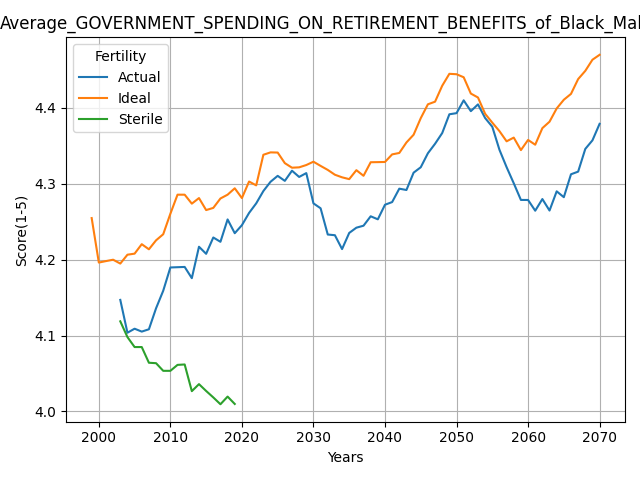 Average_GOVERNMENT_SPENDING_ON_RETIREMENT_BENEFITS_of_Black_Mal
Fertility
Actual
Ideal
Sterile
Score(1-5)
4.4
4.3
4.2
4.1
4.0
2000 2010 2020 2030 2040 2050 2060 2070
Years